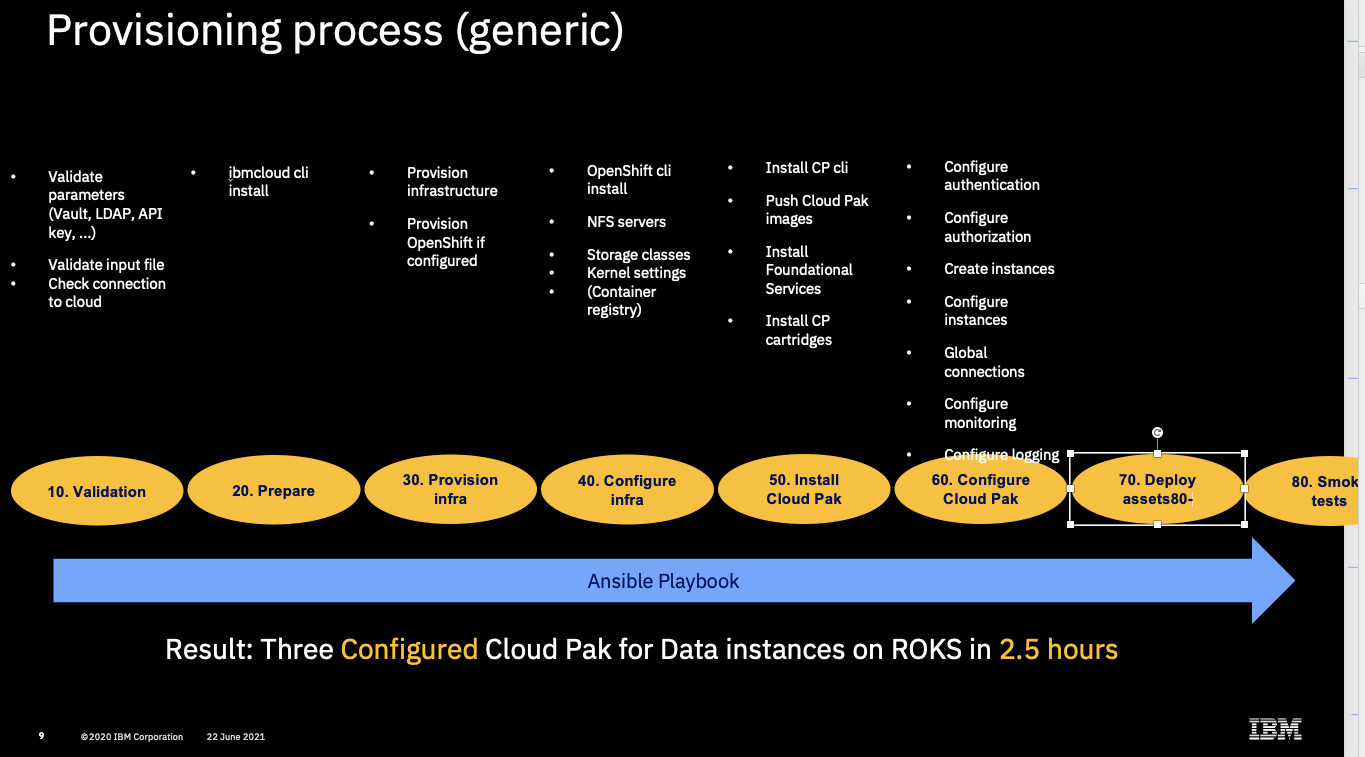 Provisioning process (generic)
• Validate
parameters
(Vault, LDAP, API
key, ...)
• Validate input file
• Check connection
to cloud
• ibmcloud cli
install
• Provision
infrastructure
• Provision
OpenShift if
configured
• OpenShift cli
install
• NFS servers
• Storage classes
• Kernel settings
• (Container
registry)
• Install CP cli
• Push Cloud Pak
images
• Install
Foundational
Services
• Install CP
cartridges
• Configure
authentication
• Configure
authorization
• Create instances
• Configure
instances
• Global
connections
• Configure
monitoring
• Configure logging
10. Validation
20. Prepare
30. Provision
infra
40. Configure
infra
50. Install
Cloud Pak
60. Configure
Cloud Pak
70. Deploy
assets80-
80. Smok
tests
Ansible Playbook
Result: Three Configured Cloud Pak for Data instances on ROKS in 2.5 hours
9 ©2020 IBM Corporation 22 June 2021
IBM